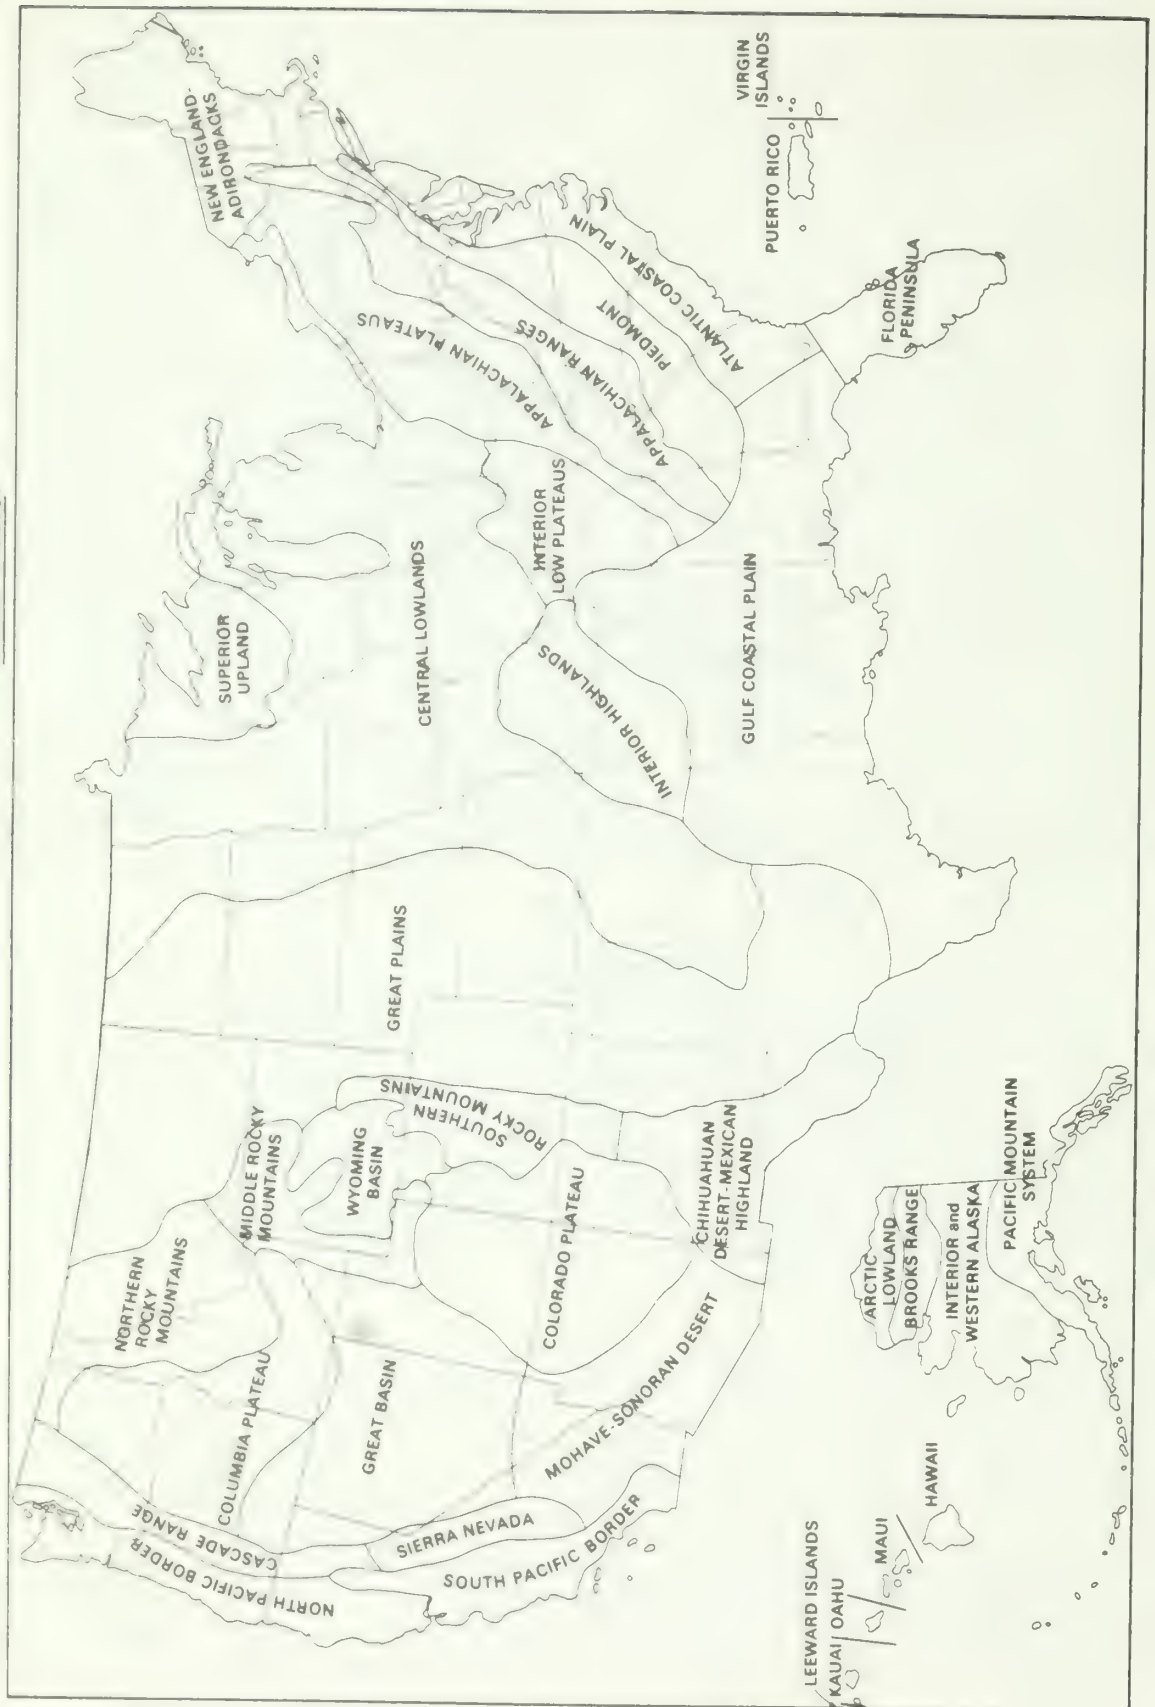 NORTH PACIFIC BORDER
CASCADE RANGE
COLUMBIA PLATEAU
NORTHERN
ROCKY
MOUNTAINS
MIDDLE ROCKY
MOUNTAINS
WYOMING
BASIN
SOUTHERN
ROCKY MOUNTAINS
GREAT BASIN
SIERRA NEVADA
SOUTH PACIFIC BORDER
MOHAVE-SONORAN DESERT
COLORADO PLATEAU
CHIHUAHUAN
DESERT-MEXICAN
HIGHLAND
GREAT PLAINS
SUPERIOR
UPLAND
CENTRAL LOWLANDS
INTERIOR HIGHLANDS
INTERIOR
LOW PLATEAUS
GULF COASTAL PLAIN
NEW ENGLAND-
ADIRONDACKS
APPALACHIAN PLATEAUS
APPALACHIAN RANGES
PIEDMONT
ATLANTIC COASTAL PLAIN
FLORIDA
PENINSULA
LEEWARD ISLANDS
KAUAI
OAHU
MAUI
HAWAII
ARCTIC
LOWLAND
BROOKS RANGE
INTERIOR and
WESTERN ALASKA
PACIFIC MOUNTAIN
SYSTEM
PUERTO RICO
VIRGIN
ISLANDS